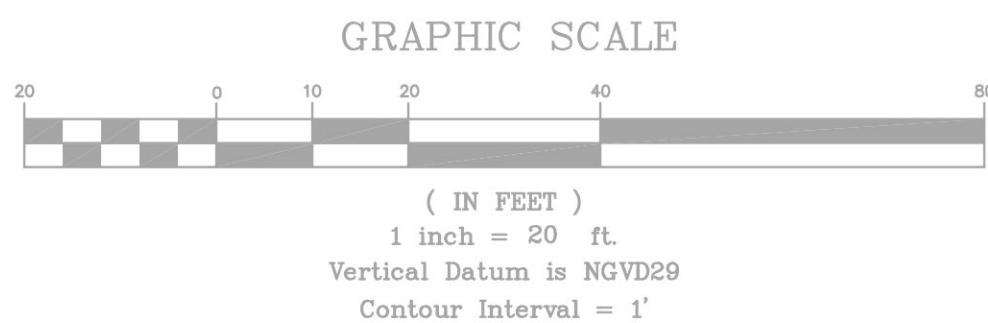 GRAPHIC SCALE
20 0 10 20 40 80
( IN FEET )
1 inch = 20 ft.
Vertical Datum is NGVD29
Contour Interval = 1'